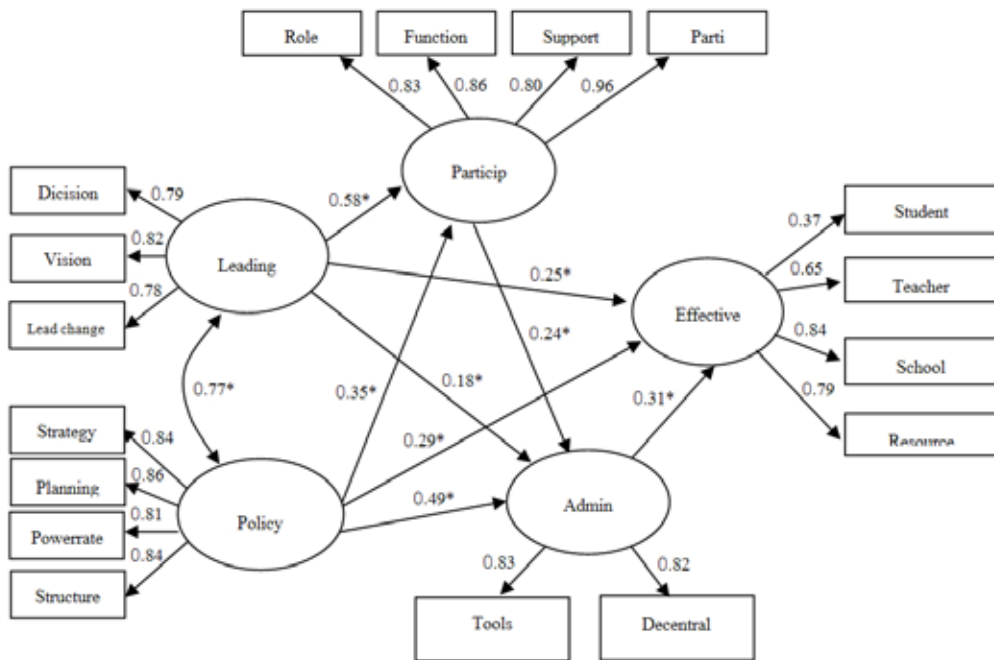 Role
Function
Support
Parti
0.83
0.86
0.80
0.96
Particip
Dicision
0.79
Vision
0.82
Lead change
0.78
Leading
0.58*
0.25*
0.24*
0.18*
0.77*
0.35*
0.29*
0.49*
0.31*
Effective
0.37
Student
0.65
Teacher
0.84
School
0.79
Resource
Strategy
0.84
Planning
0.86
Powerrate
0.81
Structure
0.84
Policy
Admin
0.83
0.82
Tools
Decentral